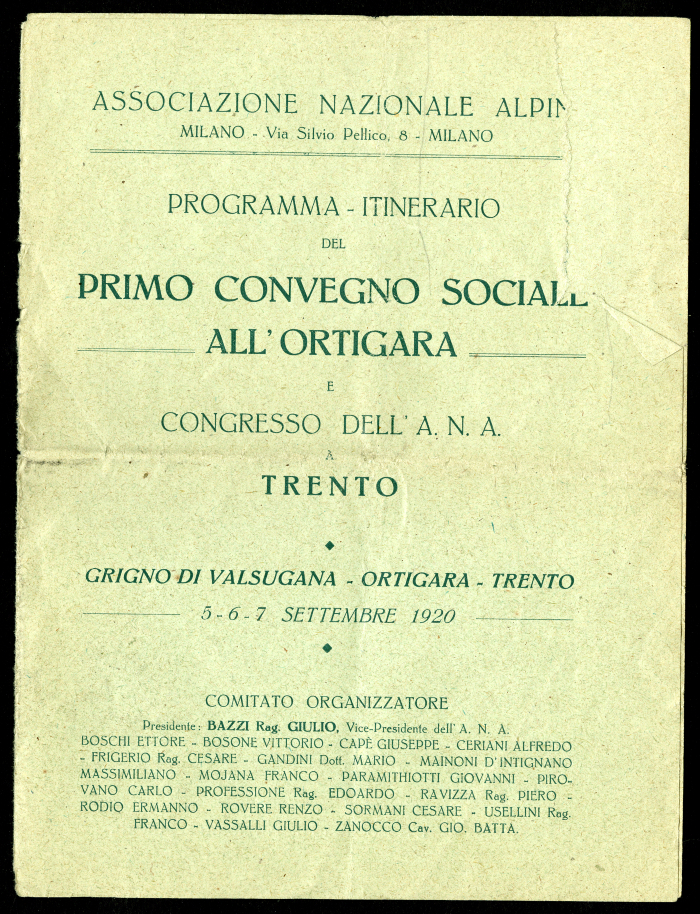 ASSOCIAZIONE NAZIONALE ALPIN
MILANO - Via Silvio Pellico, 8 - MILANO
PROGRAMMA - ITINERARIO
DEL
PRIMO CONVEGNO SOCIALE
ALL' ORTIGARA
E
CONGRESSO DELL' A. N. A.
A
TRENTO
GRIGNO DI VALSUGANA - ORTIGARA - TRENTO
5 - 6 - 7 SETTEMBRE 1920
COMITATO ORGANIZZATORE
Presidente: BAZZI Rag. GIULIO, Vice-Presidente dell' A. N. A.
BOSCHI ETTORE - BOSONE VITTORIO - CAPÈ GIUSEPPE - CERIANI ALFREDO
- FRIGERIO Rag. CESARE - GANDINI Dott. MARIO - MAINONI D'INTIGNANO
MASSIMILIANO - MOJANA FRANCO - PARAMITHIOTTI GIOVANNI - PIRO-
VANO CARLO - PROFESSIONE Rag. EDOARDO - RAVIZZA Rag. PIERO -
RODIO ERMANNO - ROVERE RENZO - SORMANI CESARE - USELLINI Rag.
FRANCO - VASSALLI GIULIO - ZANOCCO Cav. GIO. BATTA.